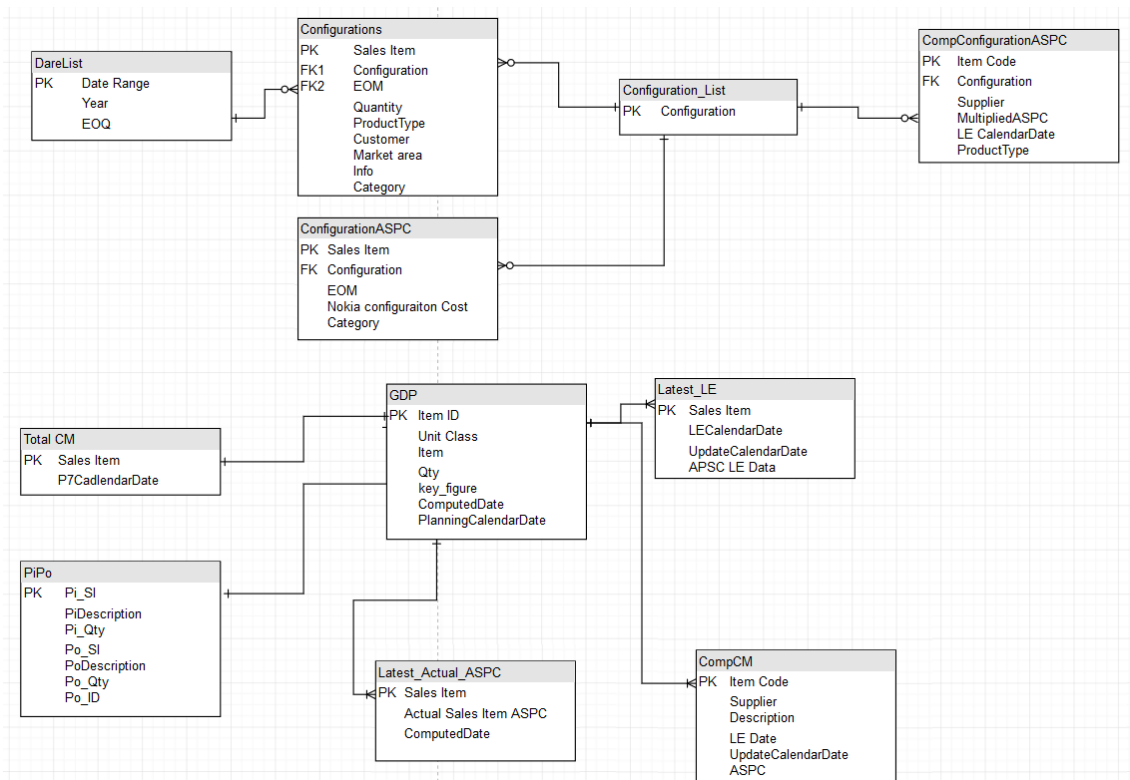 Configurations
PK Sales Item
FK1 Configuration
FK2 EOM
Quantity
ProductType
Customer
Market area
Info
Category
DareList
PK Date Range
Year
EOQ
Configuration_List
PK Configuration
CompConfigurationASPC
PK Item Code
FK Configuration
Supplier
MultipliedASPC
LE CalendarDate
ProductType
ConfigurationASPC
PK Sales Item
FK Configuration
EOM
Nokia configuraiton Cost
Category
GDP
PK Item ID
Unit Class
Item
Qty
key_figure
ComputedDate
PlanningCalendarDate
Latest_LE
PK Sales Item
LECalendarDate
UpdateCalendarDate
APSC LE Data
Total CM
PK Sales Item
P7CadlendarDate
PiPo
PK Pi_SI
PiDescription
Pi_Qty
Po_SI
PoDescription
Po_Qty
Po_ID
Latest_Actual_ASPC
PK Sales Item
Actual Sales Item ASPC
ComputedDate
CompCM
PK Item Code
Supplier
Description
LE Date
UpdateCalendarDate
ASPC